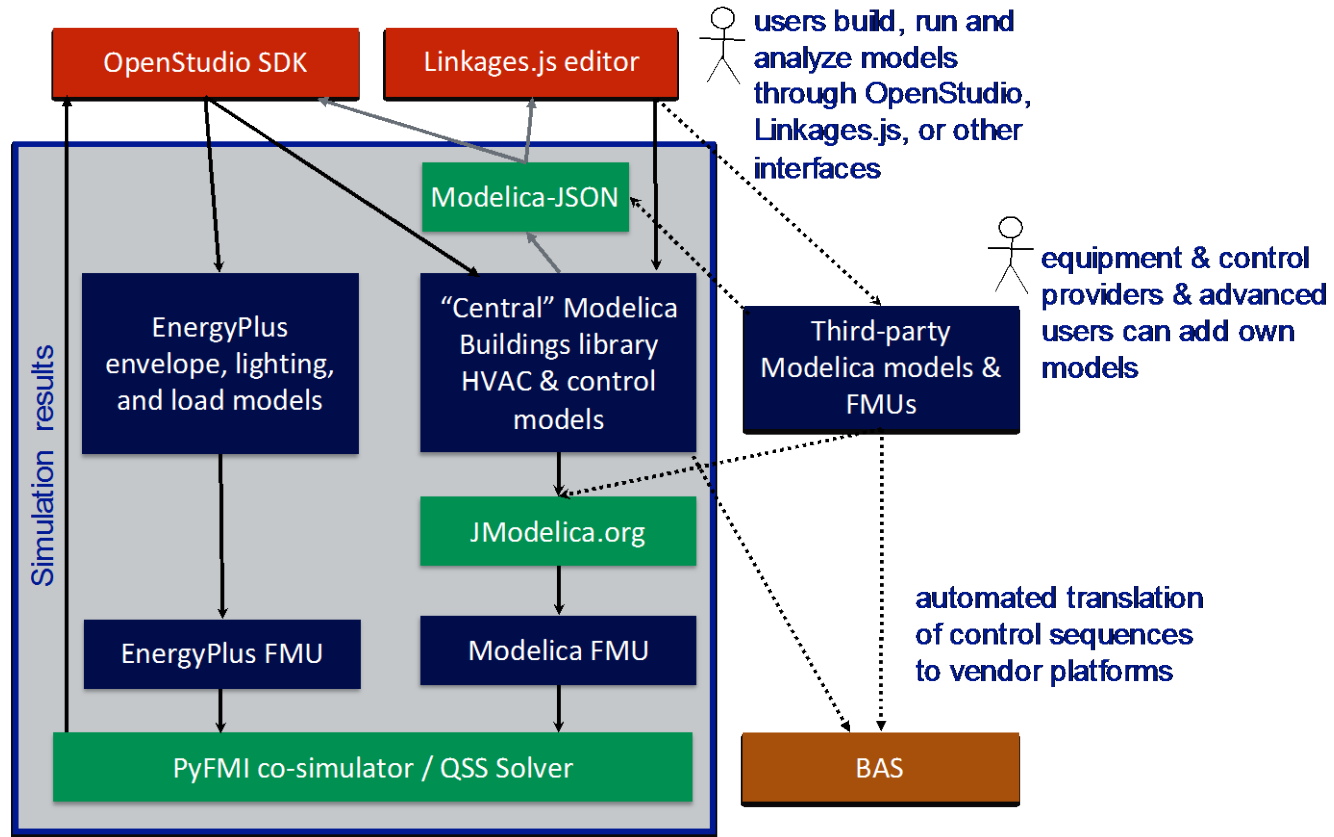 OpenStudio SDK
Linkages.js editor
users build, run and
analyze models
through OpenStudio,
Linkages.js, or other
interfaces
Modelica-JSON
equipment & control
providers & advanced
users can add own
models
EnergyPlus
envelope, lighting,
and load models
“Central” Modelica
Buildings library
HVAC & control
models
Third-party
Modelica models &
FMUs
Simulation results
JModelica.org
automated translation
of control sequences
to vendor platforms
EnergyPlus FMU
Modelica FMU
PyFMI co-simulator / QSS Solver
BAS